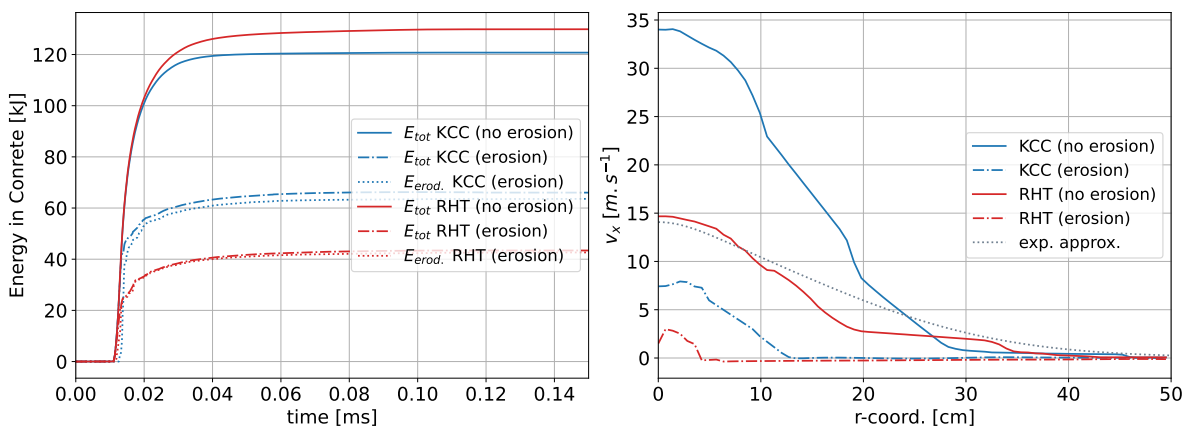 Energy in Conrete [kJ]
120
100
80
60
40
20
0
0.00 0.02 0.04 0.06 0.08 0.10 0.12 0.14
time [ms]
E_tot KCC (no erosion)
E_tot KCC (erosion)
E_erod. KCC (erosion)
E_tot RHT (no erosion)
E_tot RHT (erosion)
E_erod. RHT (erosion)
v_x [m. s^−1]
35
30
25
20
15
10
5
0
0 10 20 30 40 50
r-coord. [cm]
KCC (no erosion)
KCC (erosion)
RHT (no erosion)
RHT (erosion)
exp. approx.